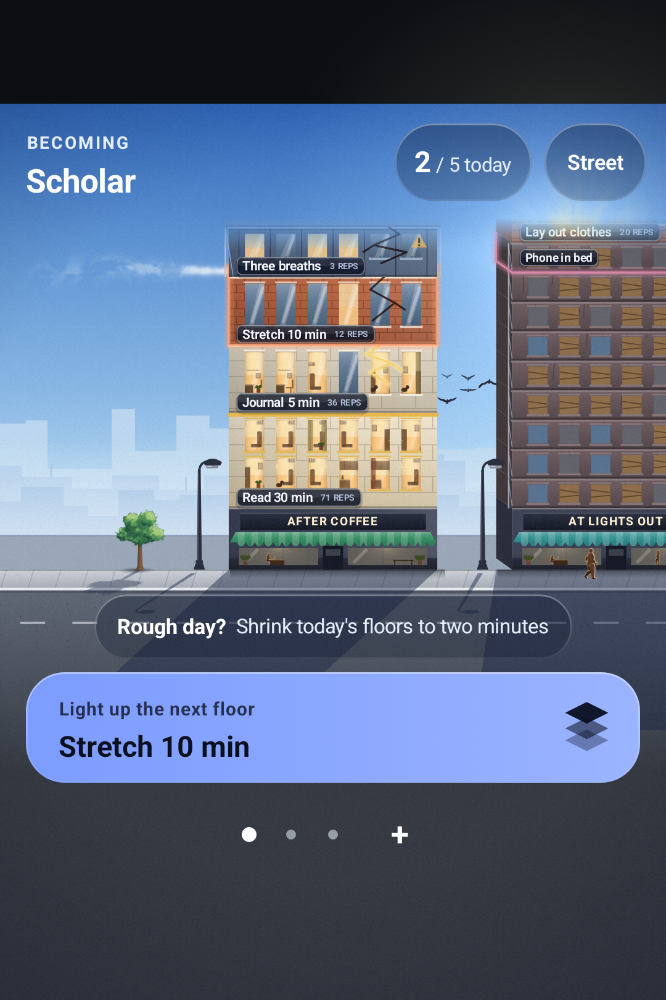 BECOMING
Scholar
2 / 5 today
Street
Lay out clothes 20 REPS
Phone in bed
Three breaths 3 REPS
Stretch 10 min 12 REPS
Journal 5 min 36 REPS
Read 30 min 71 REPS
AFTER COFFEE
AT LIGHTS OUT
Rough day? Shrink today's floors to two minutes
Light up the next floor
Stretch 10 min